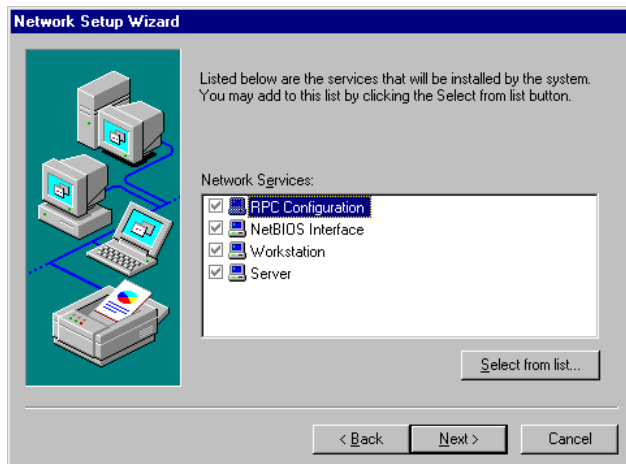 Network Setup Wizard
Listed below are the services that will be installed by the system.
You may add to this list by clicking the Select from list button.
Network Services:
RPC Configuration
NetBIOS Interface
Workstation
Server
Select from list...
< Back
Next >
Cancel